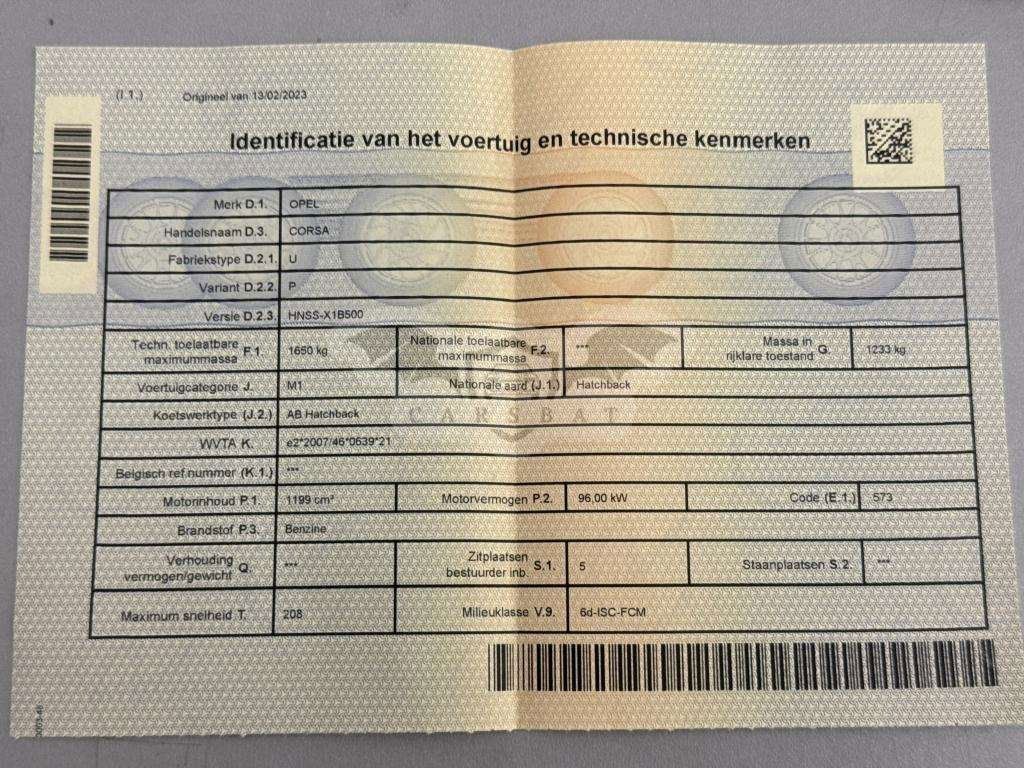 (I.1.) Origineel van 13/02/2023
Identificatie van het voertuig en technische kenmerken
Merk D.1. OPEL
Handelsnaam D.3. CORSA
Fabriekstype D.2.1. U
Variant D.2.2. P
Versie D.2.3. HNSS-X1B500
Techn. toelaatbare maximummassa F.1. 1650 kg Nationale toelaatbare maximummassa F.2. *** Massa in rijklare toestand G. 1233 kg
Voertuigcategorie J. M1 Nationale aard (J.1.) Hatchback
Koetswerktype (J.2.) AB Hatchback
CARSBAT
WVTA K. e2*2007/46*0639*21
Belgisch ref.nummer (K.1.) ***
Motorinhoud P.1 1199 cm³ Motorvermogen P.2. 96,00 kW Code (E.1.) 573
Brandstof P.3. Benzine
Verhouding vermogen/gewicht Q. *** Zitplaatsen bestuurder inb. S.1. 5 Staanplaatsen S.2. ***
Maximum snelheid T. 208 Milieuklasse V.9. 6d-ISC-FCM